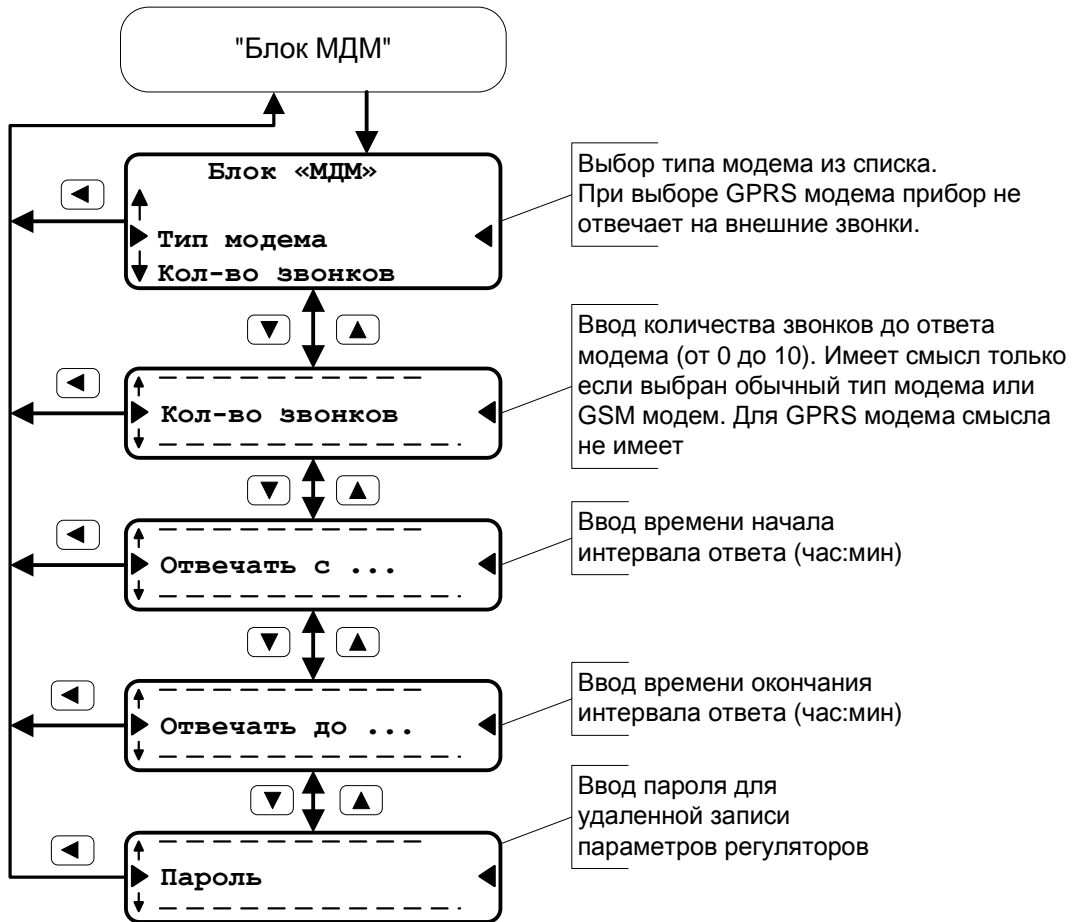 "Блок МДМ"
Блок «МДМ»
Тип модема
Кол-во звонков
Выбор типа модема из списка.
При выборе GPRS модема прибор не
отвечает на внешние звонки.
Кол-во звонков
Ввод количества звонков до ответа
модема (от 0 до 10). Имеет смысл только
если выбран обычный тип модема или
GSM модем. Для GPRS модема смысла
не имеет
Отвечать с ...
Ввод времени начала
интервала ответа (час:мин)
Отвечать до ...
Ввод времени окончания
интервала ответа (час:мин)
Пароль
Ввод пароля для
удаленной записи
параметров регуляторов